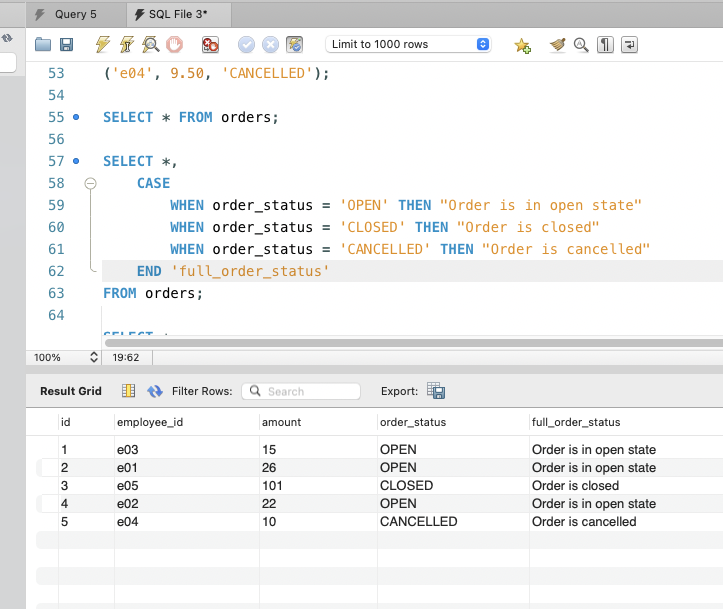 Query 5
SQL File 3*
Limit to 1000 rows
53 ('e04', 9.50, 'CANCELLED');
54
55 SELECT * FROM orders;
56
57 SELECT *,
58 CASE
59 WHEN order_status = 'OPEN' THEN "Order is in open state"
60 WHEN order_status = 'CLOSED' THEN "Order is closed"
61 WHEN order_status = 'CANCELLED' THEN "Order is cancelled"
62 END 'full_order_status'
63 FROM orders;
64
100% 19:62
Result Grid Filter Rows: Search Export:
id employee_id amount order_status full_order_status
1 e03 15 OPEN Order is in open state
2 e01 26 OPEN Order is in open state
3 e05 101 CLOSED Order is closed
4 e02 22 OPEN Order is in open state
5 e04 10 CANCELLED Order is cancelled